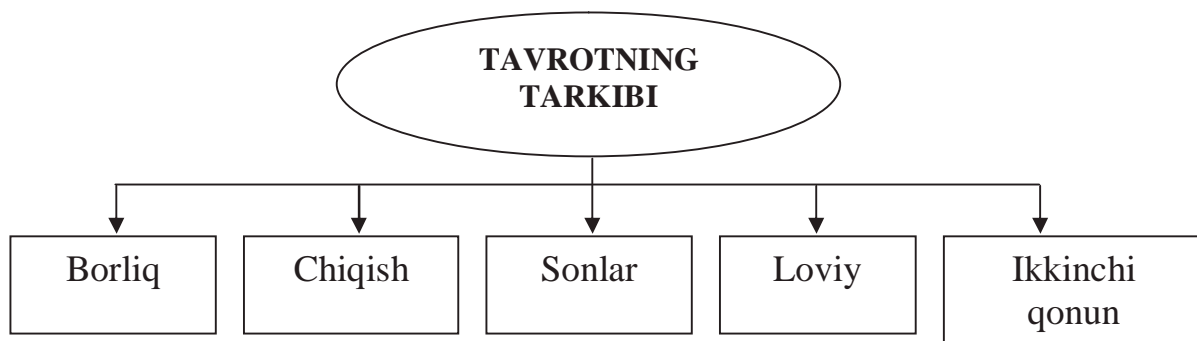 TAVROTNING
TARKIBI
Borliq
Chiqish
Sonlar
Loviy
Ikkinchi
qonun